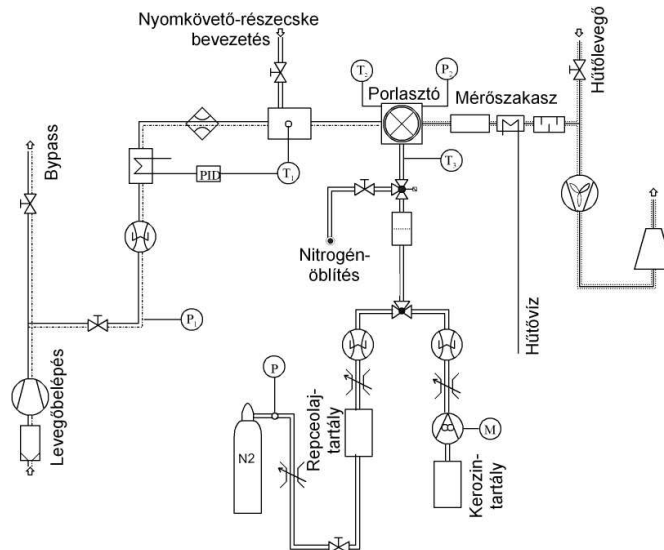 Nyomkövető-részecske
bevezetés
Hűtőlevegő
T₂
P₂
Porlasztó
Mérőszakasz
Bypass
PID
T₁
T₃
Nitrogén-
öblítés
P₁
Hűtővíz
Levegőbelépés
P
Repceolaj-
tartály
M
N2
Kerozin-
tartály